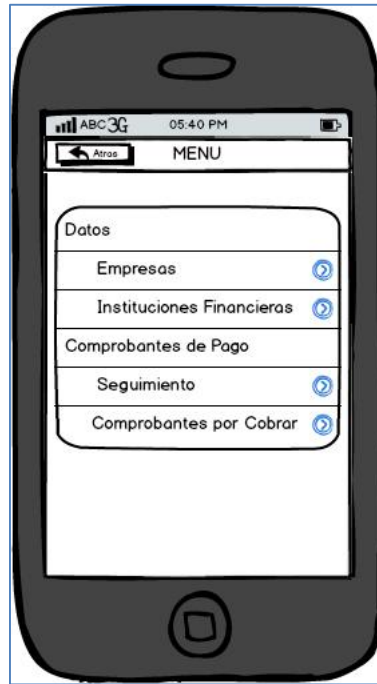 ABC 3G 05:40 PM
Atras MENU
Datos
Empresas
Instituciones Financieras
Comprobantes de Pago
Seguimiento
Comprobantes por Cobrar